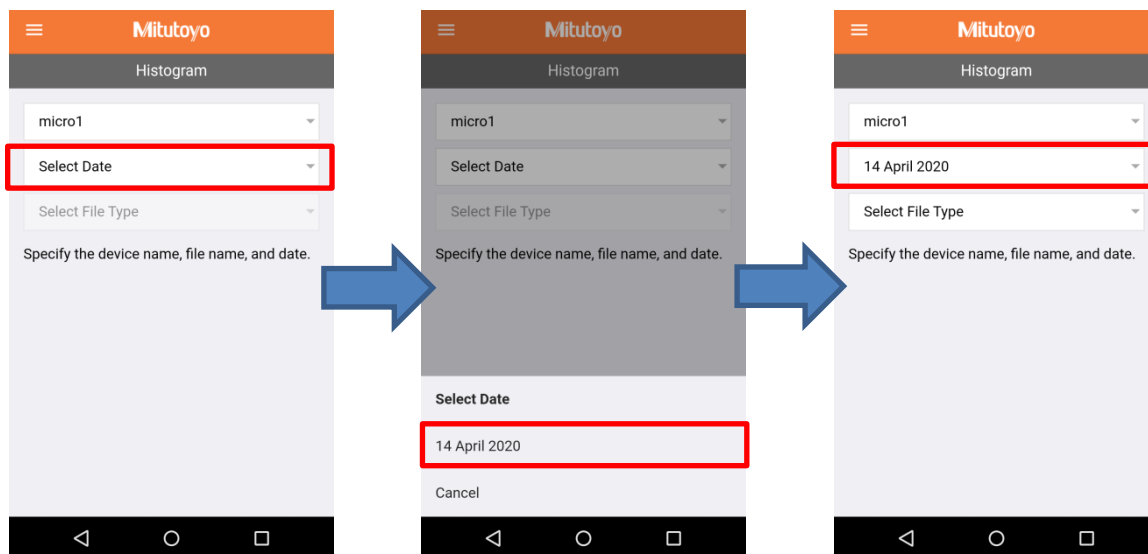 Mitutoyo
Histogram
micro1
Select Date
Select File Type
Specify the device name, file name, and date.
Mitutoyo
Histogram
micro1
Select Date
Select File Type
Specify the device name, file name, and date.
Select Date
14 April 2020
Cancel
Mitutoyo
Histogram
micro1
14 April 2020
Select File Type
Specify the device name, file name, and date.